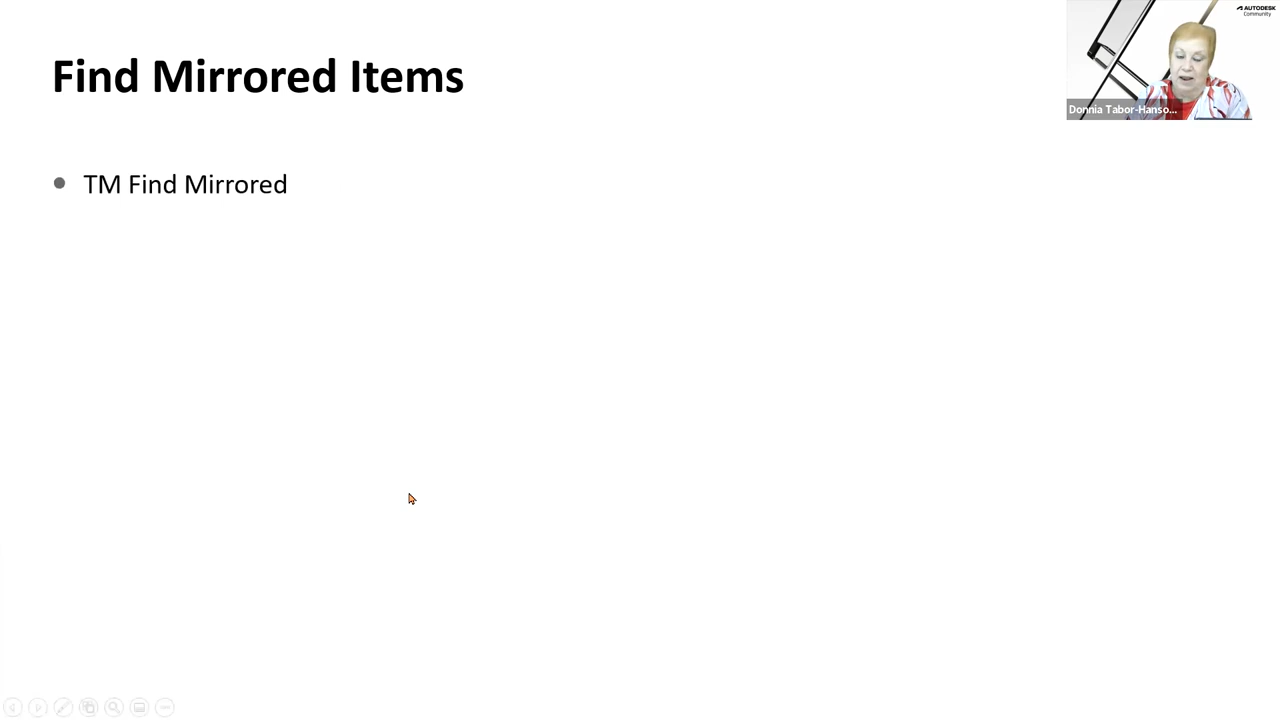 Find Mirrored Items
TM Find Mirrored
AUTODESK
Community
Donnia Tabor-Hanso...